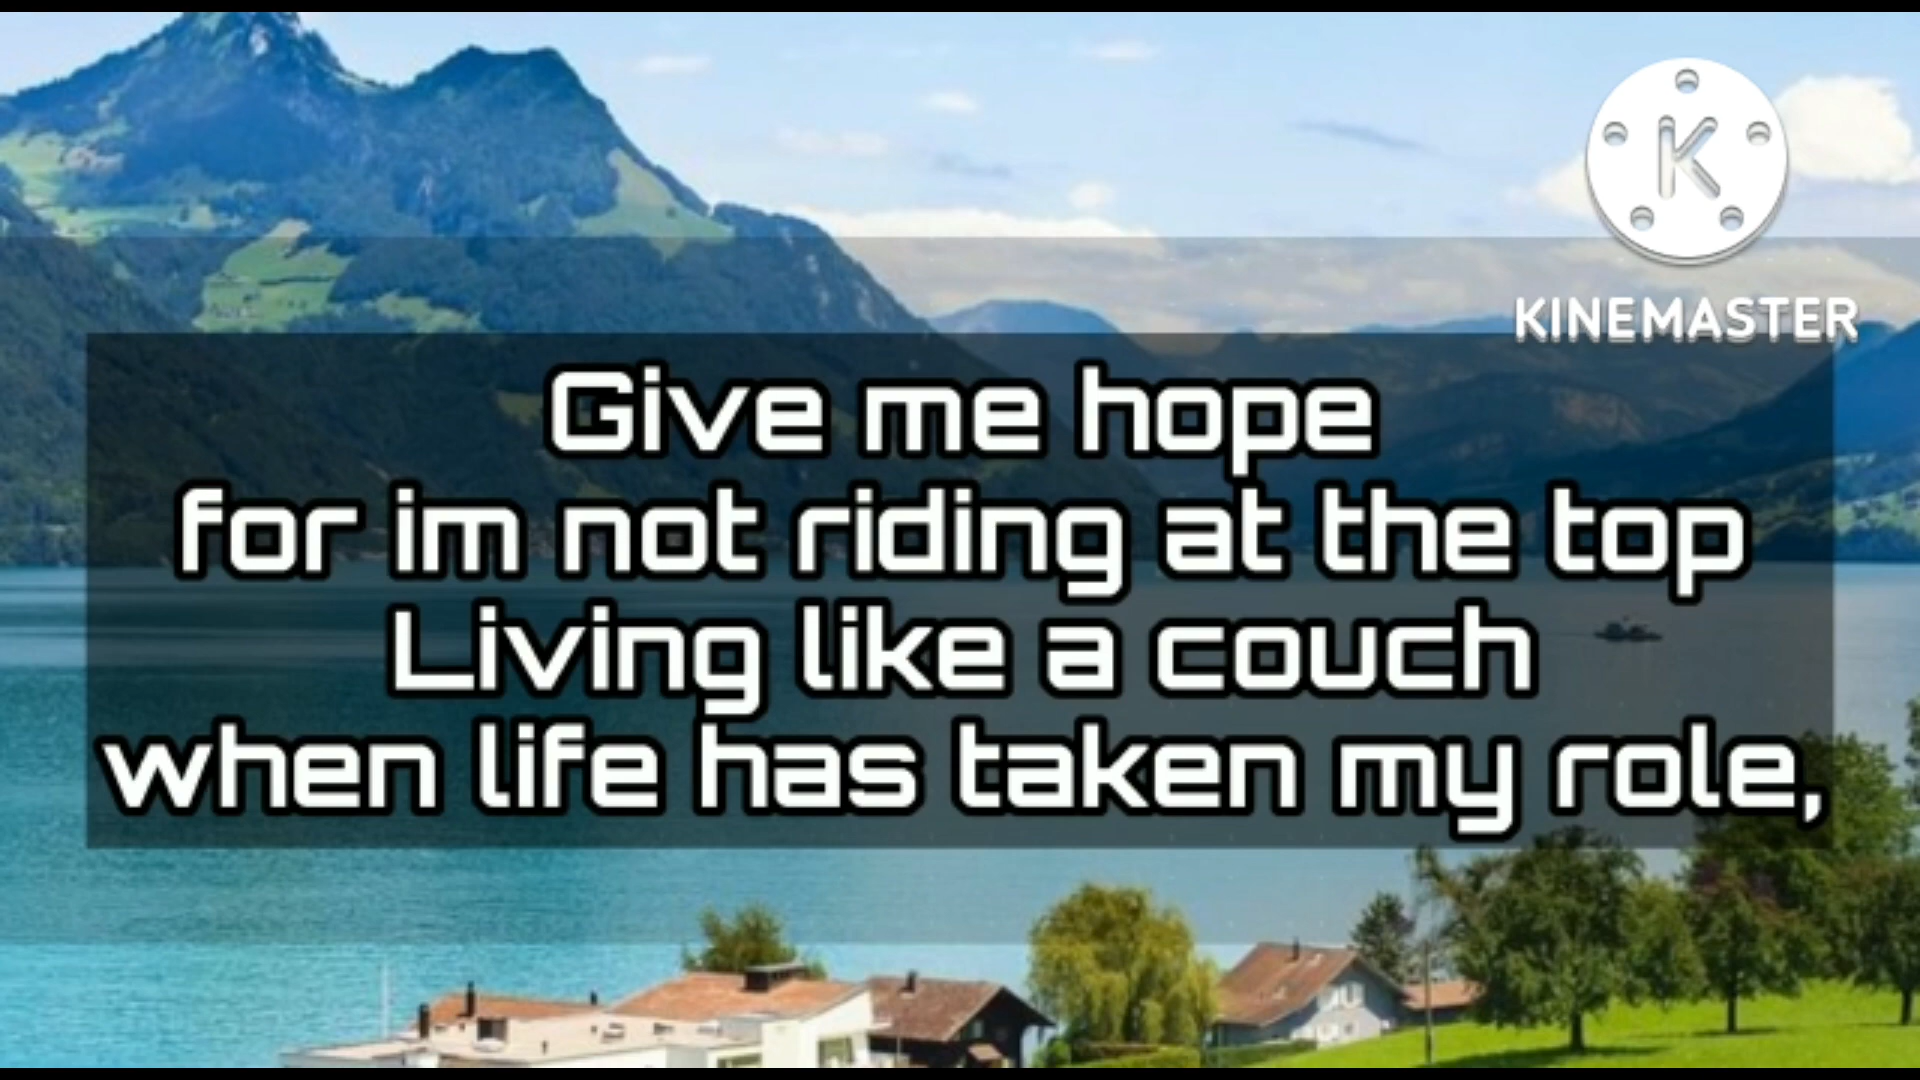 K
KINEMASTER
Give me hope
for im not riding at the top
Living like a couch
when life has taken my role,